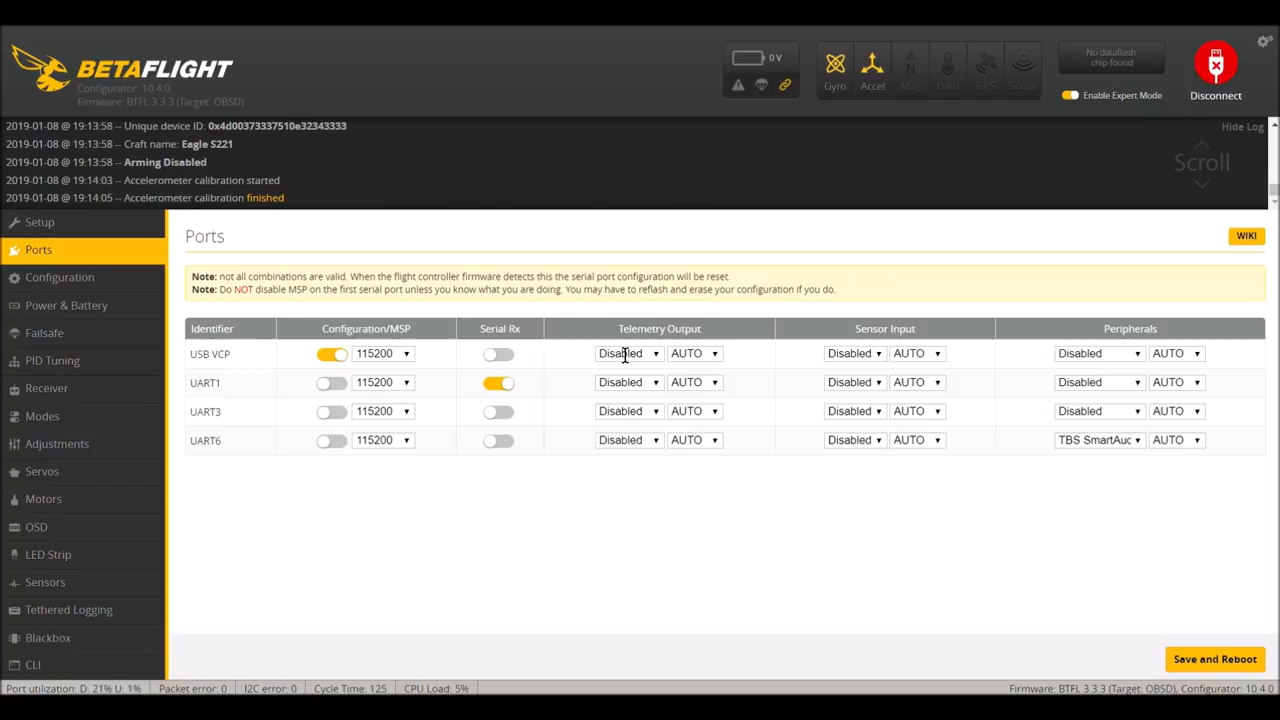 BETAFLIGHT
Configurator: 10.4.0
Firmware: BTFL 3.3.3 (Target: OBSD)
0 V
Gyro
Accel
Mag
Baro
GPS
Sonar
No dataflash
chip found
Enable Expert Mode
Disconnect
2019-01-08 @ 19:13:58 -- Unique device ID: 0x4d00373337510e32343333
2019-01-08 @ 19:13:58 -- Craft name: Eagle S221
2019-01-08 @ 19:13:58 -- Arming Disabled
2019-01-08 @ 19:14:03 -- Accelerometer calibration started
2019-01-08 @ 19:14:05 -- Accelerometer calibration finished
Hide Log
Scroll
Setup
Ports
Configuration
Power & Battery
Failsafe
PID Tuning
Receiver
Modes
Adjustments
Servos
Motors
OSD
LED Strip
Sensors
Tethered Logging
Blackbox
CLI
Ports
WIKI
Note: not all combinations are valid. When the flight controller firmware detects this the serial port configuration will be reset.
Note: Do NOT disable MSP on the first serial port unless you know what you are doing. You may have to reflash and erase your configuration if you do.
Identifier Configuration/MSP Serial Rx Telemetry Output Sensor Input Peripherals
USB VCP 115200 Disabled AUTO Disabled AUTO Disabled AUTO
UART1 115200 Disabled AUTO Disabled AUTO Disabled AUTO
UART3 115200 Disabled AUTO Disabled AUTO Disabled AUTO
UART6 115200 Disabled AUTO Disabled AUTO TBS SmartAuc AUTO
Save and Reboot
Port utilization: D: 21% U: 1% Packet error: 0 I2C error: 0 Cycle Time: 125 CPU Load: 5% Firmware: BTFL 3.3.3 (Target: OBSD), Configurator: 10.4.0